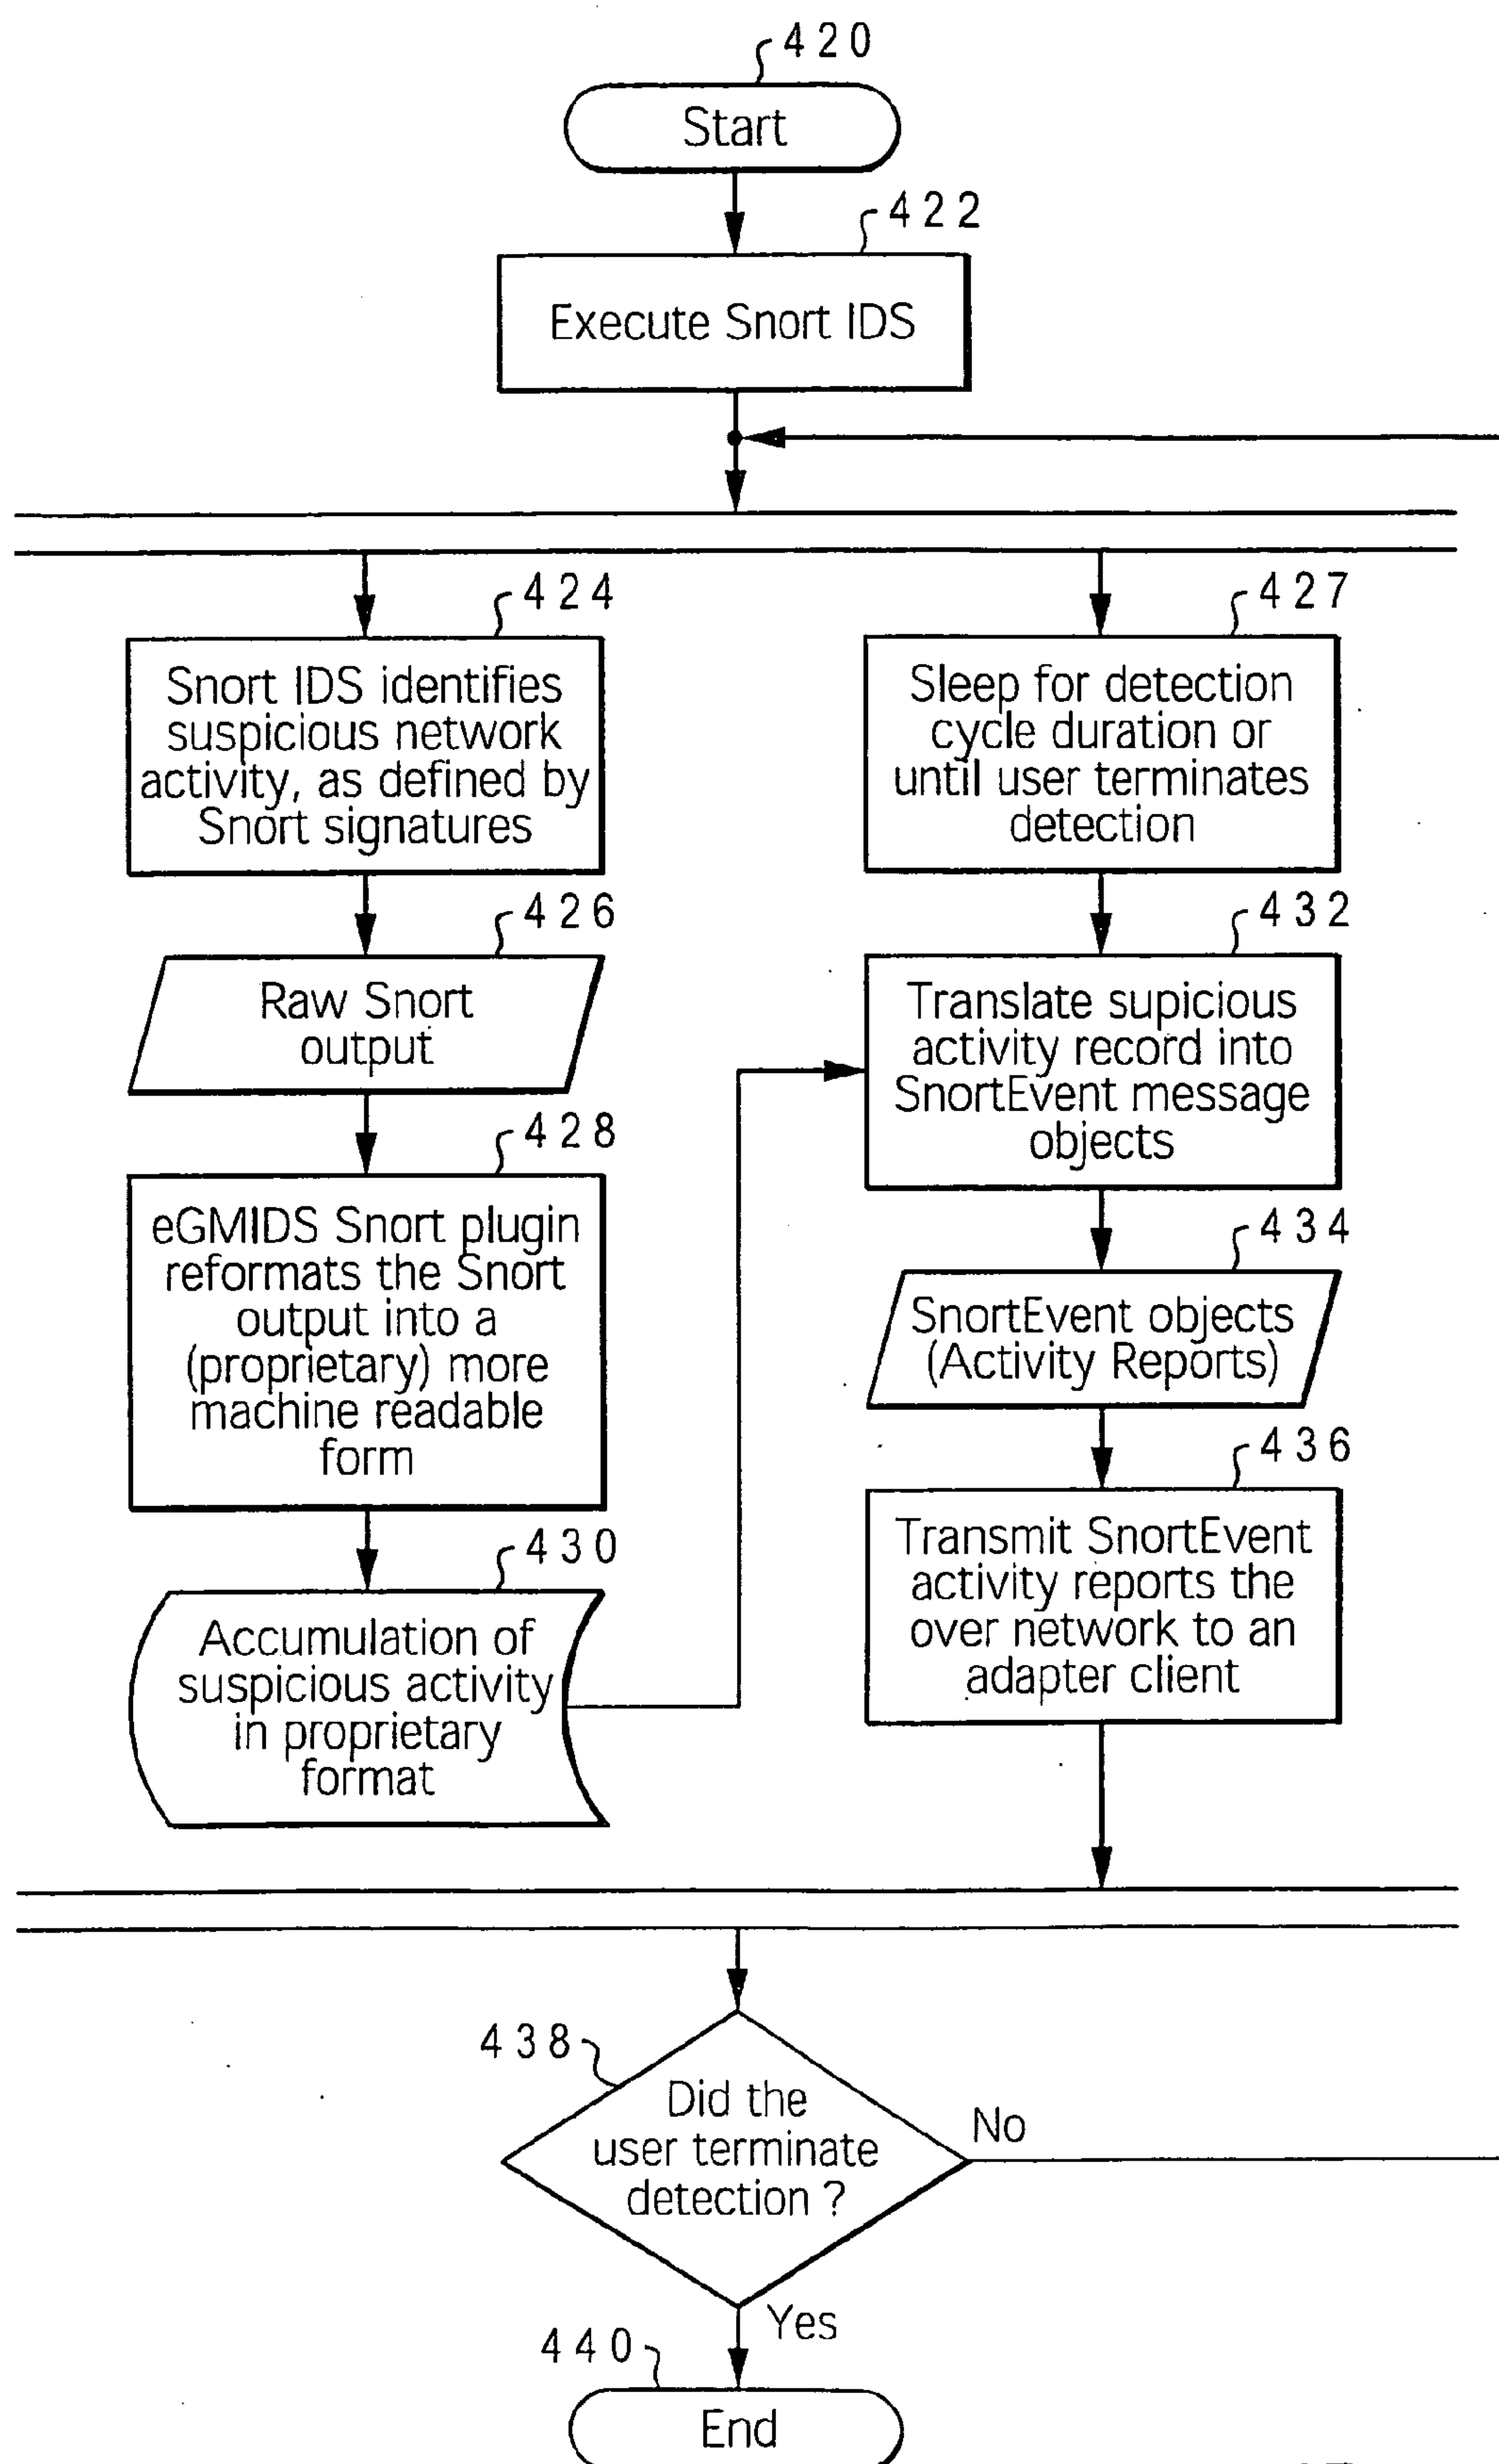 420
Start
422
Execute Snort IDS
424
Snort IDS identifies
suspicious network
activity, as defined by
Snort signatures
426
Raw Snort
output
428
eGMIDS Snort plugin
reformats the Snort
output into a
(proprietary) more
machine readable
form
430
Accumulation of
suspicious activity
in proprietary
format
427
Sleep for detection
cycle duration or
until user terminates
detection
432
Translate supicious
activity record into
SnortEvent message
objects
434
SnortEvent objects
(Activity Reports)
436
Transmit SnortEvent
activity reports the
over network to an
adapter client
438
Did the
user terminate
detection ?
No
Yes
440
End